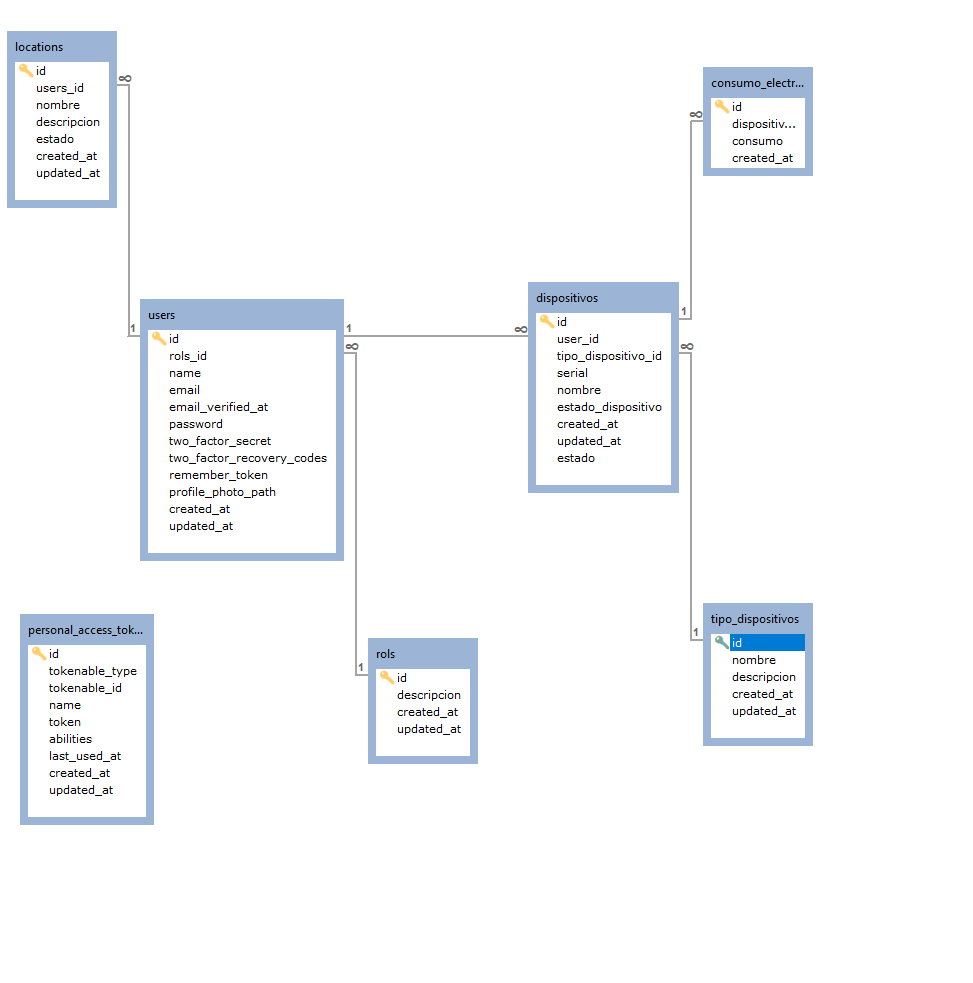 locations
id
users_id
nombre
descripcion
estado
created_at
updated_at
∞
1
users
id
rols_id
name
email
email_verified_at
password
two_factor_secret
two_factor_recovery_codes
remember_token
profile_photo_path
created_at
updated_at
1
∞
∞
1
dispositivos
id
user_id
tipo_dispositivo_id
serial
nombre
estado_dispositivo
created_at
updated_at
estado
1
∞
∞
1
consumo_electr...
id
dispositiv...
consumo
created_at
personal_access_tok...
id
tokenable_type
tokenable_id
name
token
abilities
last_used_at
created_at
updated_at
rols
id
descripcion
created_at
updated_at
tipo_dispositivos
id
nombre
descripcion
created_at
updated_at